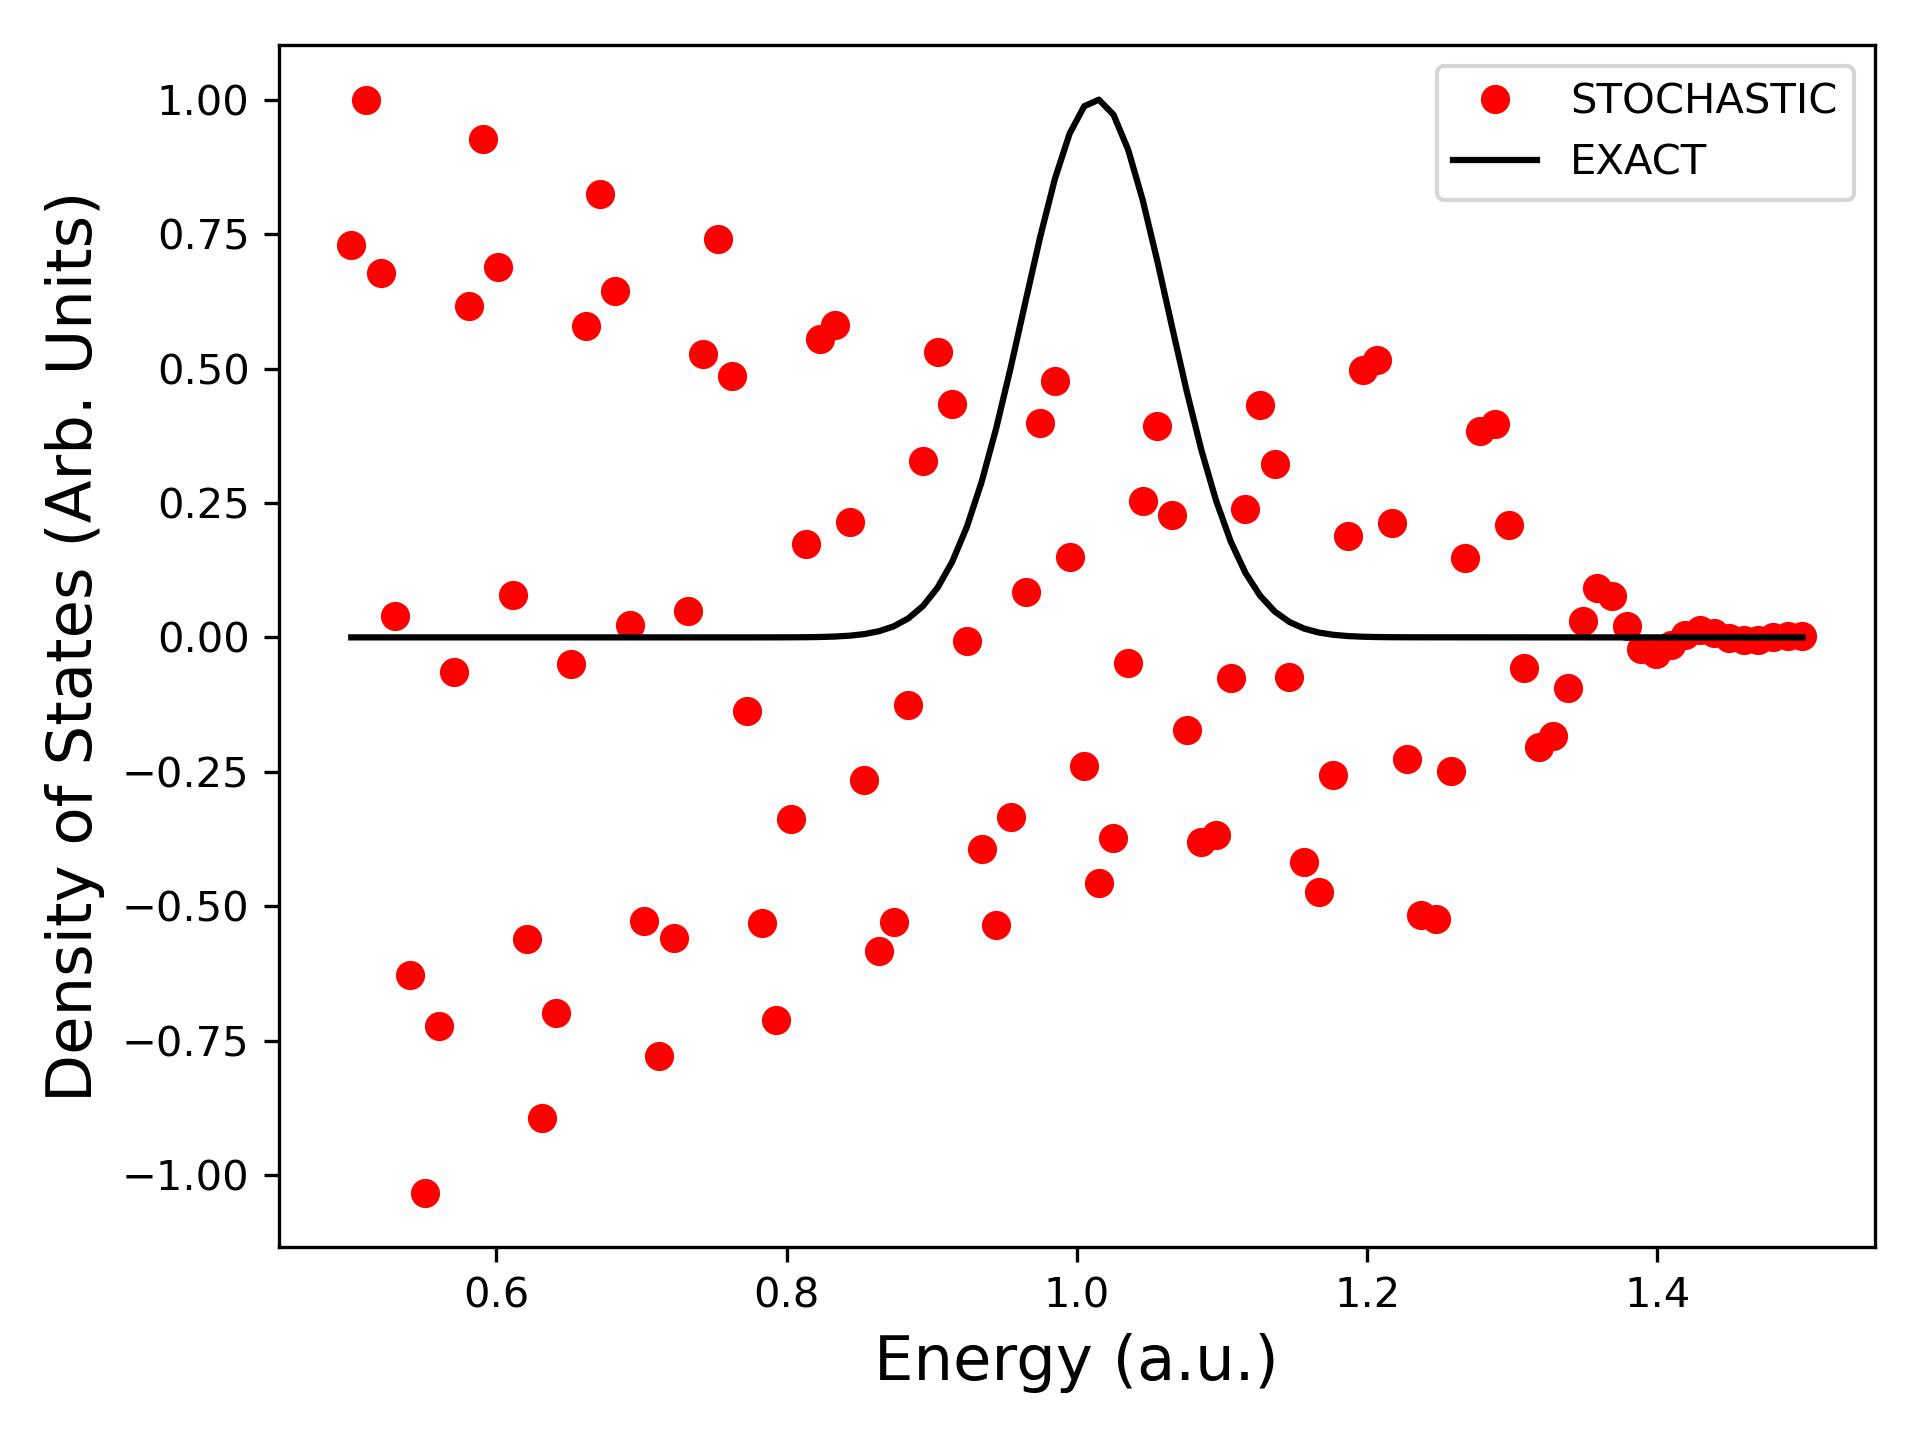 STOCHASTIC
EXACT
1.00
0.75
0.50
0.25
0.00
−0.25
−0.50
−0.75
−1.00
Density of States (Arb. Units)
0.6 0.8 1.0 1.2 1.4
Energy (a.u.)